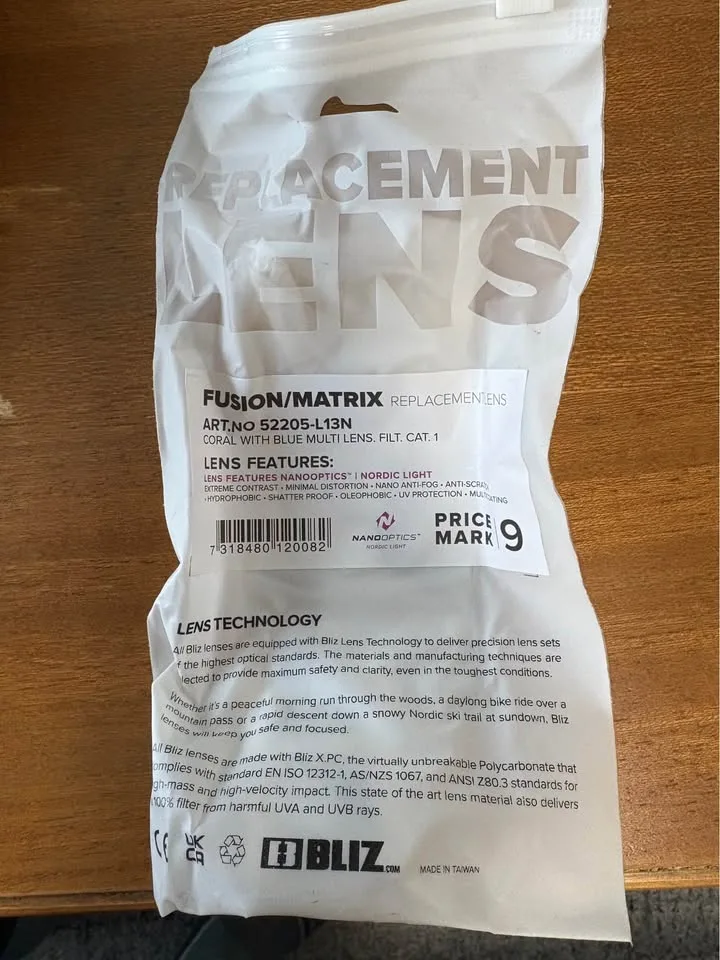 REPLACEMENT
LENS
FUSION/MATRIX REPLACEMENT LENS
ART.NO 52205-L13N
CORAL WITH BLUE MULTI LENS. FILT. CAT. 1
LENS FEATURES:
LENS FEATURES NANOOPTICS™ | NORDIC LIGHT
EXTREME CONTRAST • MINIMAL DISTORTION • NANO ANTI-FOG • ANTI-SCRATCH
• HYDROPHOBIC • SHATTER PROOF • OLEOPHOBIC • UV PROTECTION • MULTICOATING
7 318480 120082
NANOOPTICS™
NORDIC LIGHT
PRICE
MARK 9
LENS TECHNOLOGY
All Bliz lenses are equipped with Bliz Lens Technology to deliver precision lens sets
f the highest optical standards. The materials and manufacturing techniques are
lected to provide maximum safety and clarity, even in the toughest conditions.
Whether it's a peaceful morning run through the woods, a daylong bike ride over a
mountain pass or a rapid descent down a snowy Nordic ski trail at sundown, Bliz
lenses will keep you safe and focused.
All Bliz lenses are made with Bliz X.PC, the virtually unbreakable Polycarbonate that
omplies with standard EN ISO 12312-1, AS/NZS 1067, and ANSI Z80.3 standards for
gh-mass and high-velocity impact. This state of the art lens material also delivers
100% filter from harmful UVA and UVB rays.
CE UK
CA
BLIZ.COM
MADE IN TAIWAN